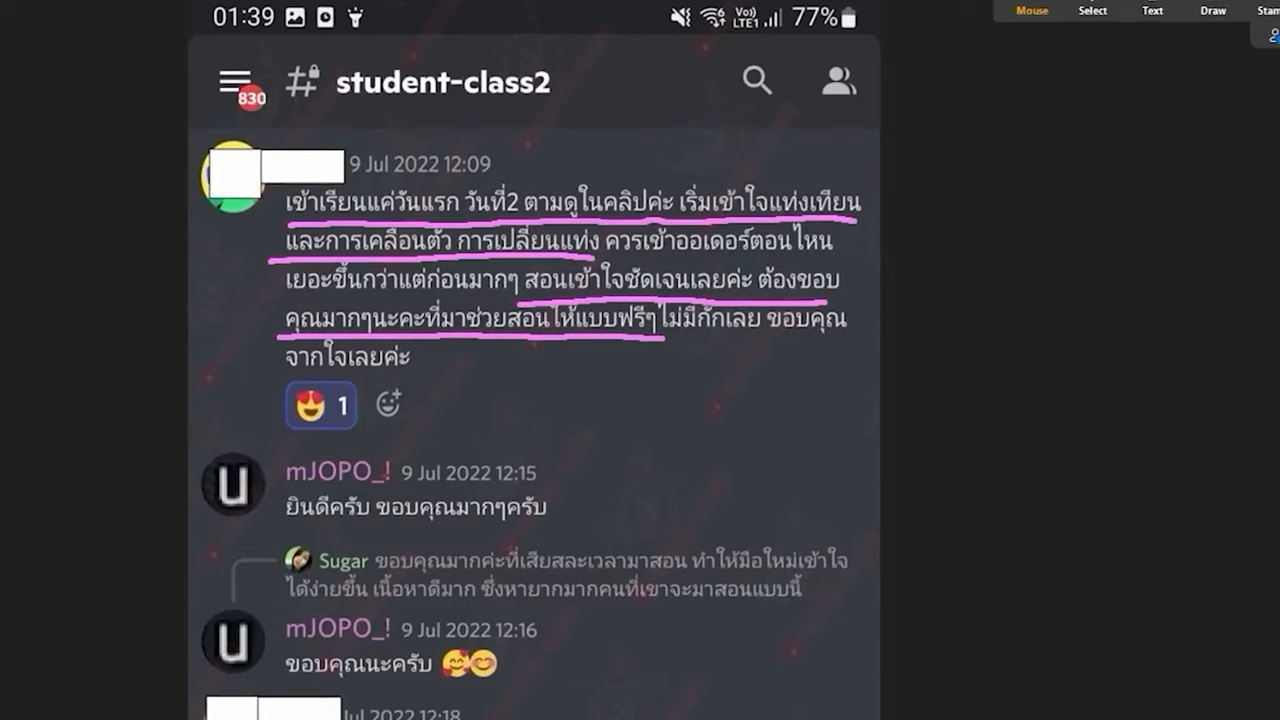 Mouse Select Text Draw
01:39 Vo) LTE1 77%
830 # student-class2
9 Jul 2022 12:09
เข้าเรียนแค่วันแรก วันที่2 ตามดูในคลิปค่ะ เริ่มเข้าใจแท่งเทียน
และการเคลื่อนตัว การเปลี่ยนแท่ง ควรเข้าออเดอร์ตอนไหน
เยอะขึ้นกว่าแต่ก่อนมากๆ สอนเข้าใจชัดเจนเลยค่ะ ต้องขอบ
คุณมากๆนะคะที่มาช่วยสอนให้แบบฟรีๆไม่มีกั๊กเลย ขอบคุณ
จากใจเลยค่ะ
1
mJOPO_! 9 Jul 2022 12:15
ยินดีครับ ขอบคุณมากๆครับ
Sugar ขอบคุณมากค่ะที่เสียสละเวลามาสอน ทำให้มือใหม่เข้าใจ
ได้ง่ายขึ้น เนื้อหาดีมาก ซึ่งหายากมากคนที่เขาจะมาสอนแบบนี้
mJOPO_! 9 Jul 2022 12:16
ขอบคุณนะครับ
Jul 2022 12:18